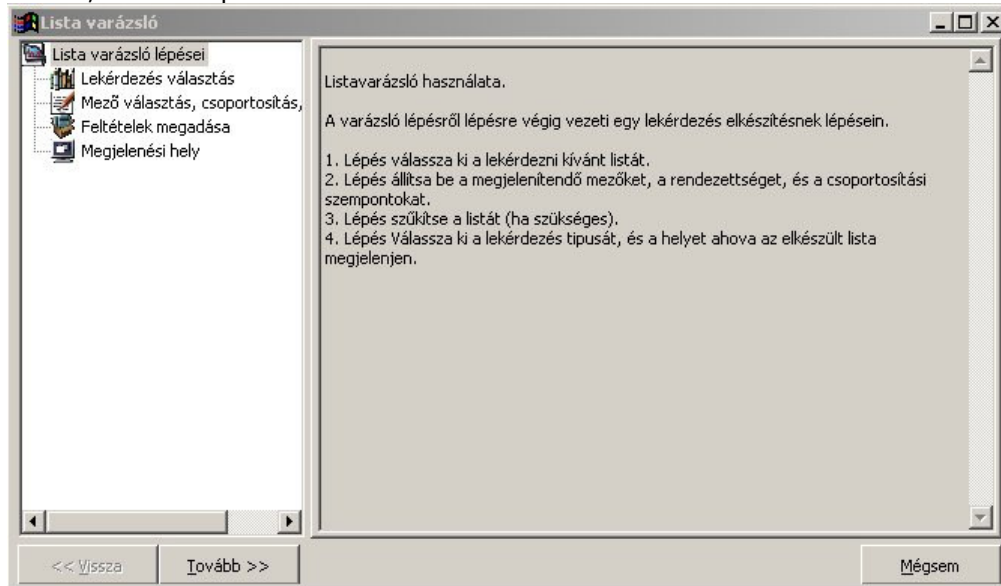 Lista varázsló
Lista varázsló lépései
Lekérdezés választás
Mező választás, csoportosítás,
Feltételek megadása
Megjelenési hely
Listavarázsló használata.
A varázsló lépésről lépésre végig vezeti egy lekérdezés elkészítésnek lépésein.
1. Lépés válassza ki a lekérdezni kívánt listát.
2. Lépés állítsa be a megjelenítendő mezőket, a rendezettséget, és a csoportosítási
szempontokat.
3. Lépés szűkítse a listát (ha szükséges).
4. Lépés Válassza ki a lekérdezés tipusát, és a helyet ahova az elkészült lista
megjelenjen.
<< Vissza
Tovább >>
Mégsem